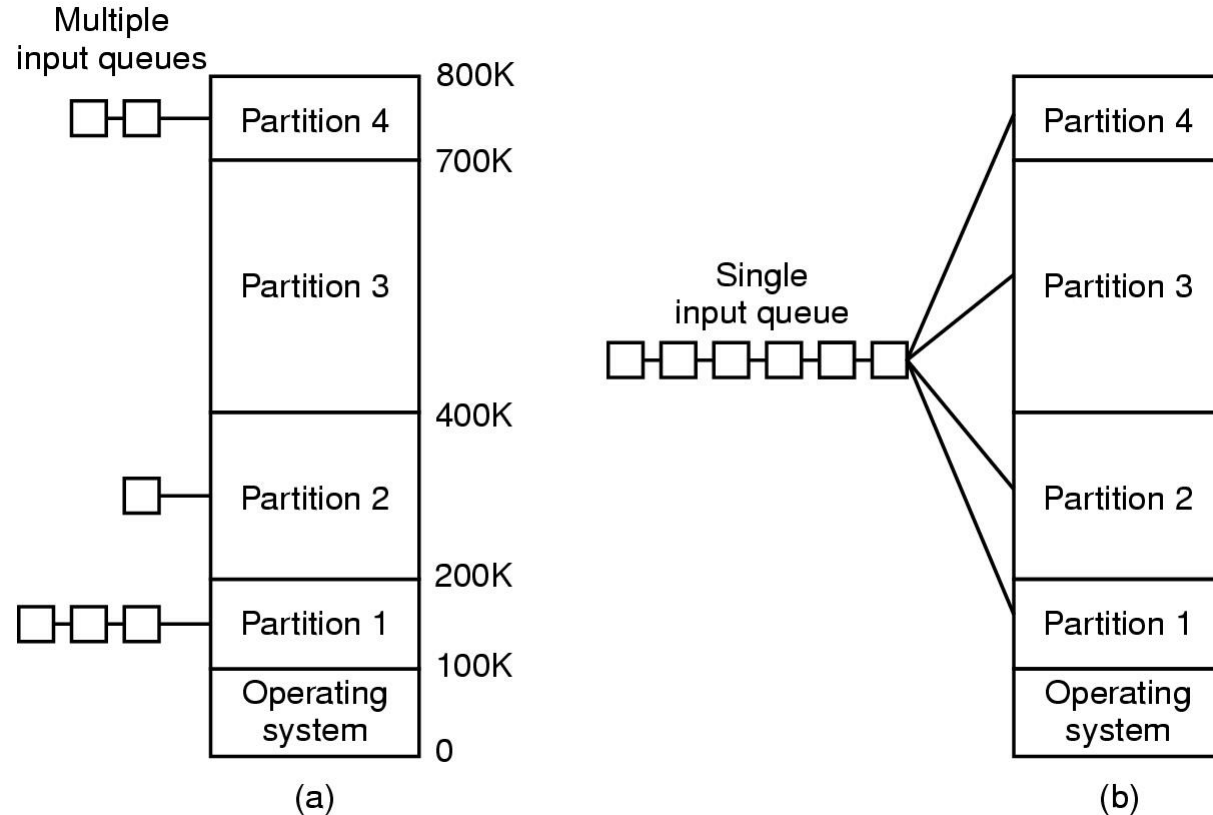 Multiple
input queues
800K
Partition 4
700K
Partition 3
400K
Partition 2
200K
Partition 1
100K
Operating
system
0
(a)
Single
input queue
Partition 4
Partition 3
Partition 2
Partition 1
Operating
system
(b)